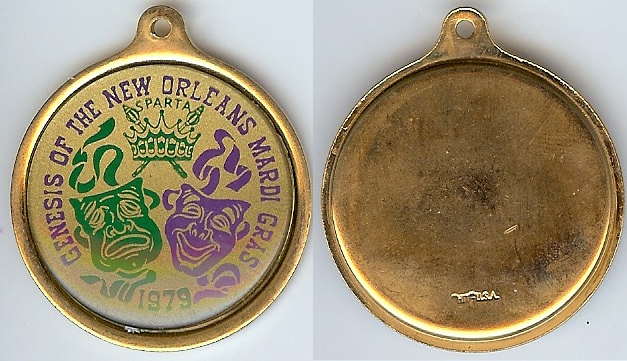 GENESIS OF THE NEW ORLEANS MARDI GRAS
SPARTA
1979
U.S.A.